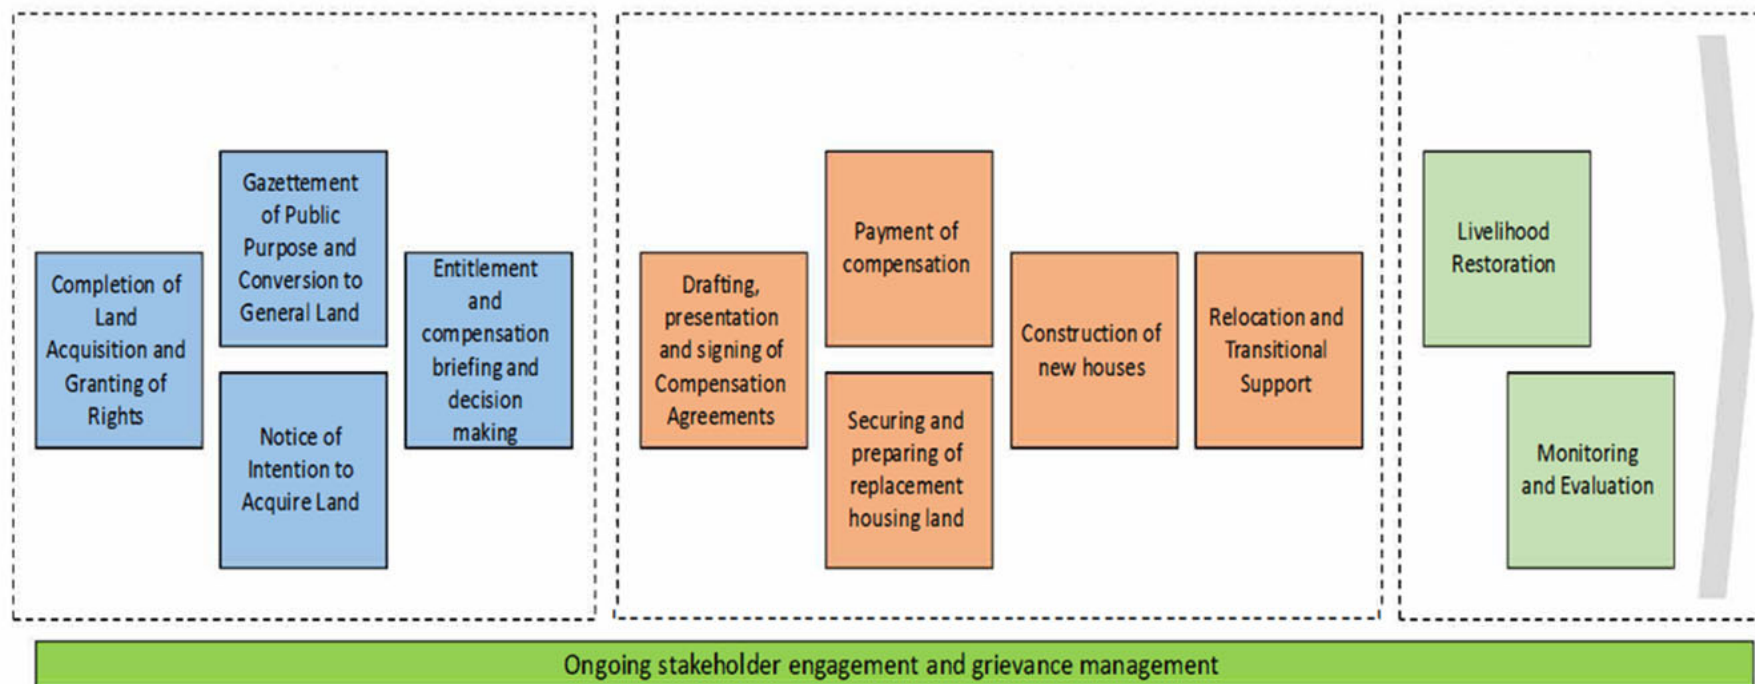 Completion of
Land
Acquisition and
Granting of
Rights
Gazettement
of Public
Purpose and
Conversion to
General Land
Notice of
Intention to
Acquire Land
Entitlement
and
compensation
briefing and
decision
making
Drafting,
presentation
and signing of
Compensation
Agreements
Payment of
compensation
Securing and
preparing of
replacement
housing land
Construction of
new houses
Relocation and
Transitional
Support
Livelihood
Restoration
Monitoring
and Evaluation
Ongoing stakeholder engagement and grievance management